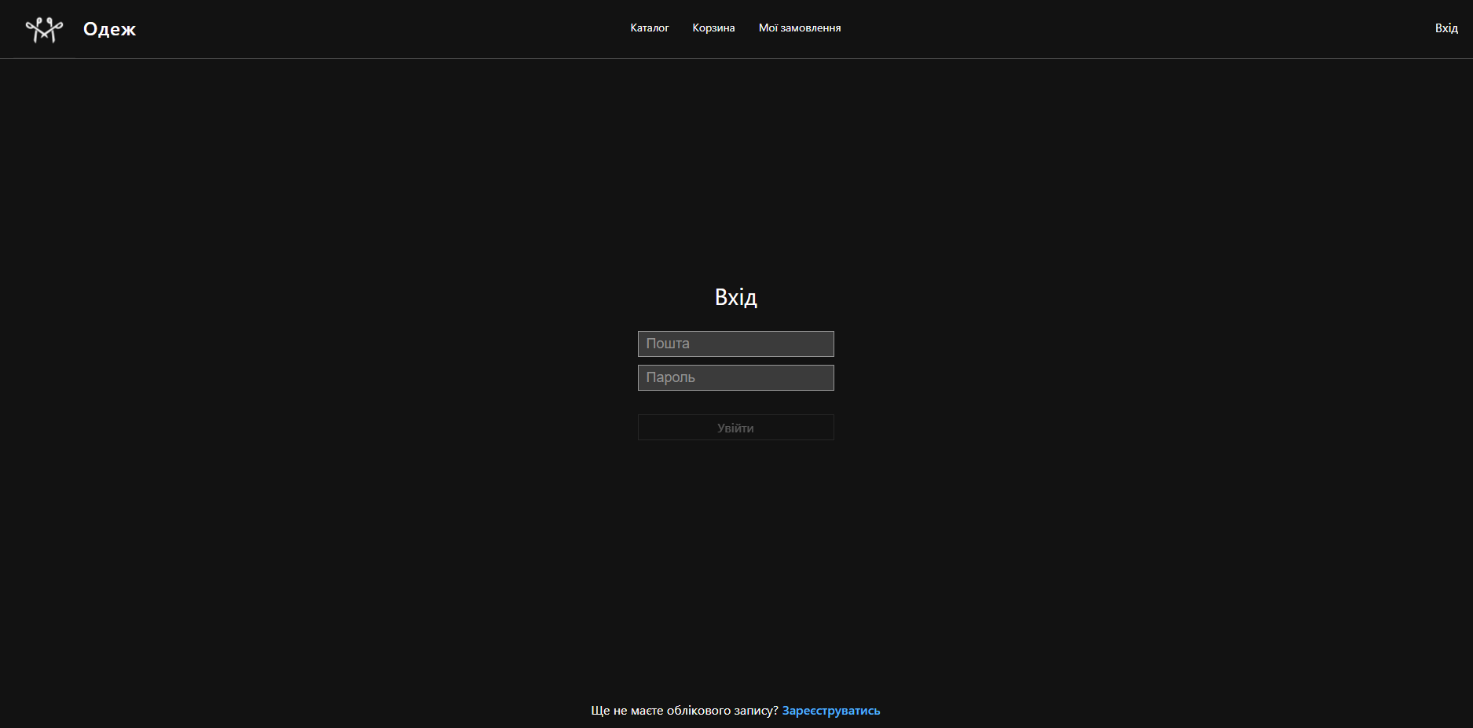 Одеж
Каталог Корзина Мої замовлення
Вхід
Вхід
Пошта
Пароль
Увійти
Ще не маєте облікового запису? Зареєструватись